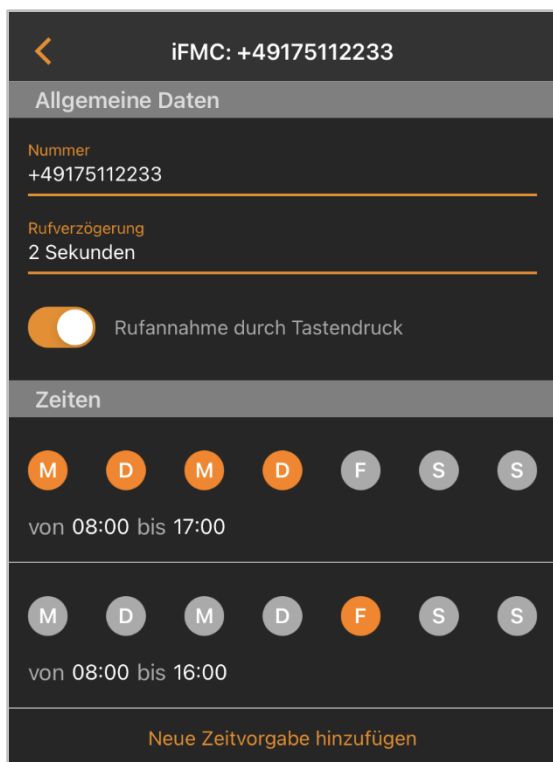 iFMC: +49175112233
Allgemeine Daten
Nummer
+49175112233
Rufverzögerung
2 Sekunden
Rufannahme durch Tastendruck
Zeiten
M D M D F S S
von 08:00 bis 17:00
M D M D F S S
von 08:00 bis 16:00
Neue Zeitvorgabe hinzufügen